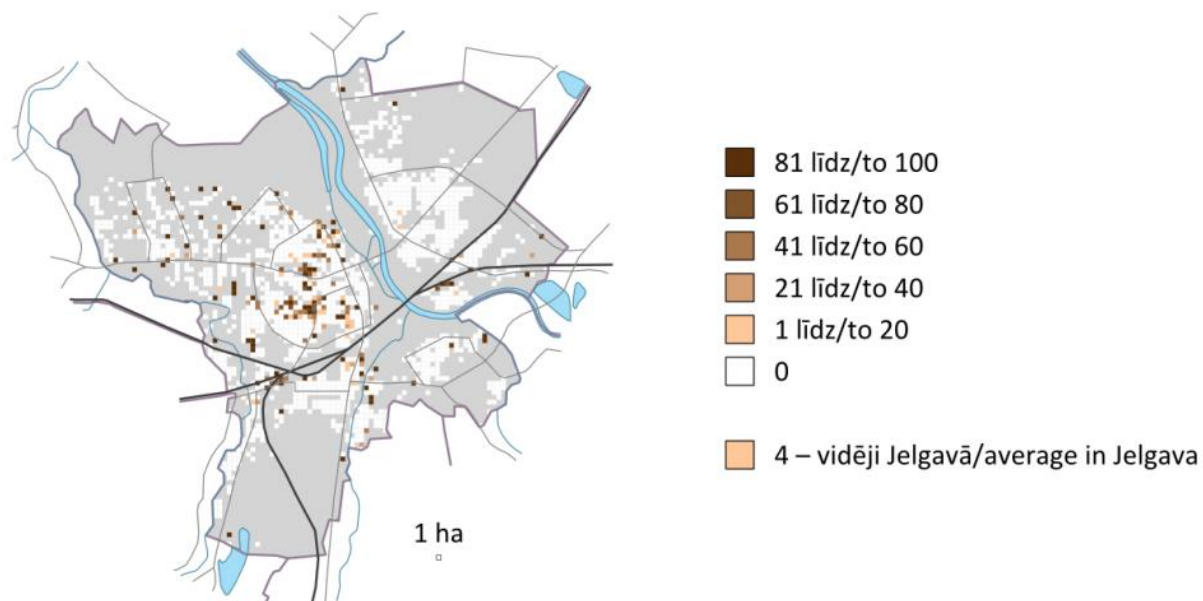 81 līdz/to 100
61 līdz/to 80
41 līdz/to 60
21 līdz/to 40
1 līdz/to 20
0
4 – vidēji Jelgavā/average in Jelgava
1 ha